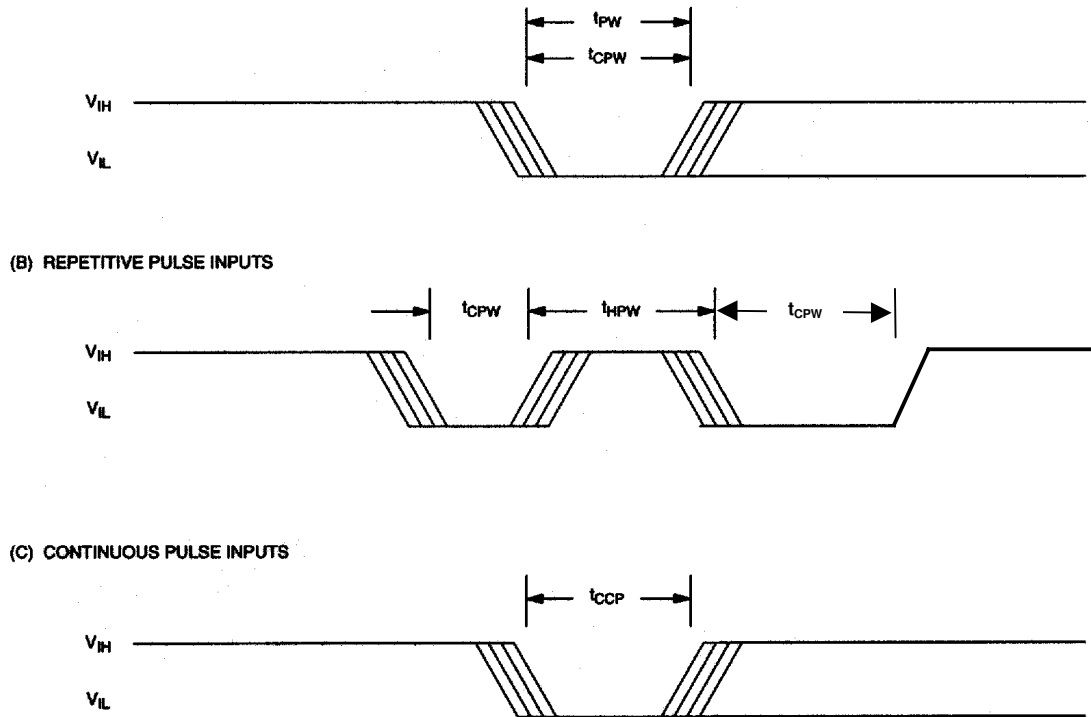 tPW
tCPW
VIH
VIL
(B) REPETITIVE PULSE INPUTS
tCPW tHPW tCPW
VIH
VIL
(C) CONTINUOUS PULSE INPUTS
tCCP
VIH
VIL